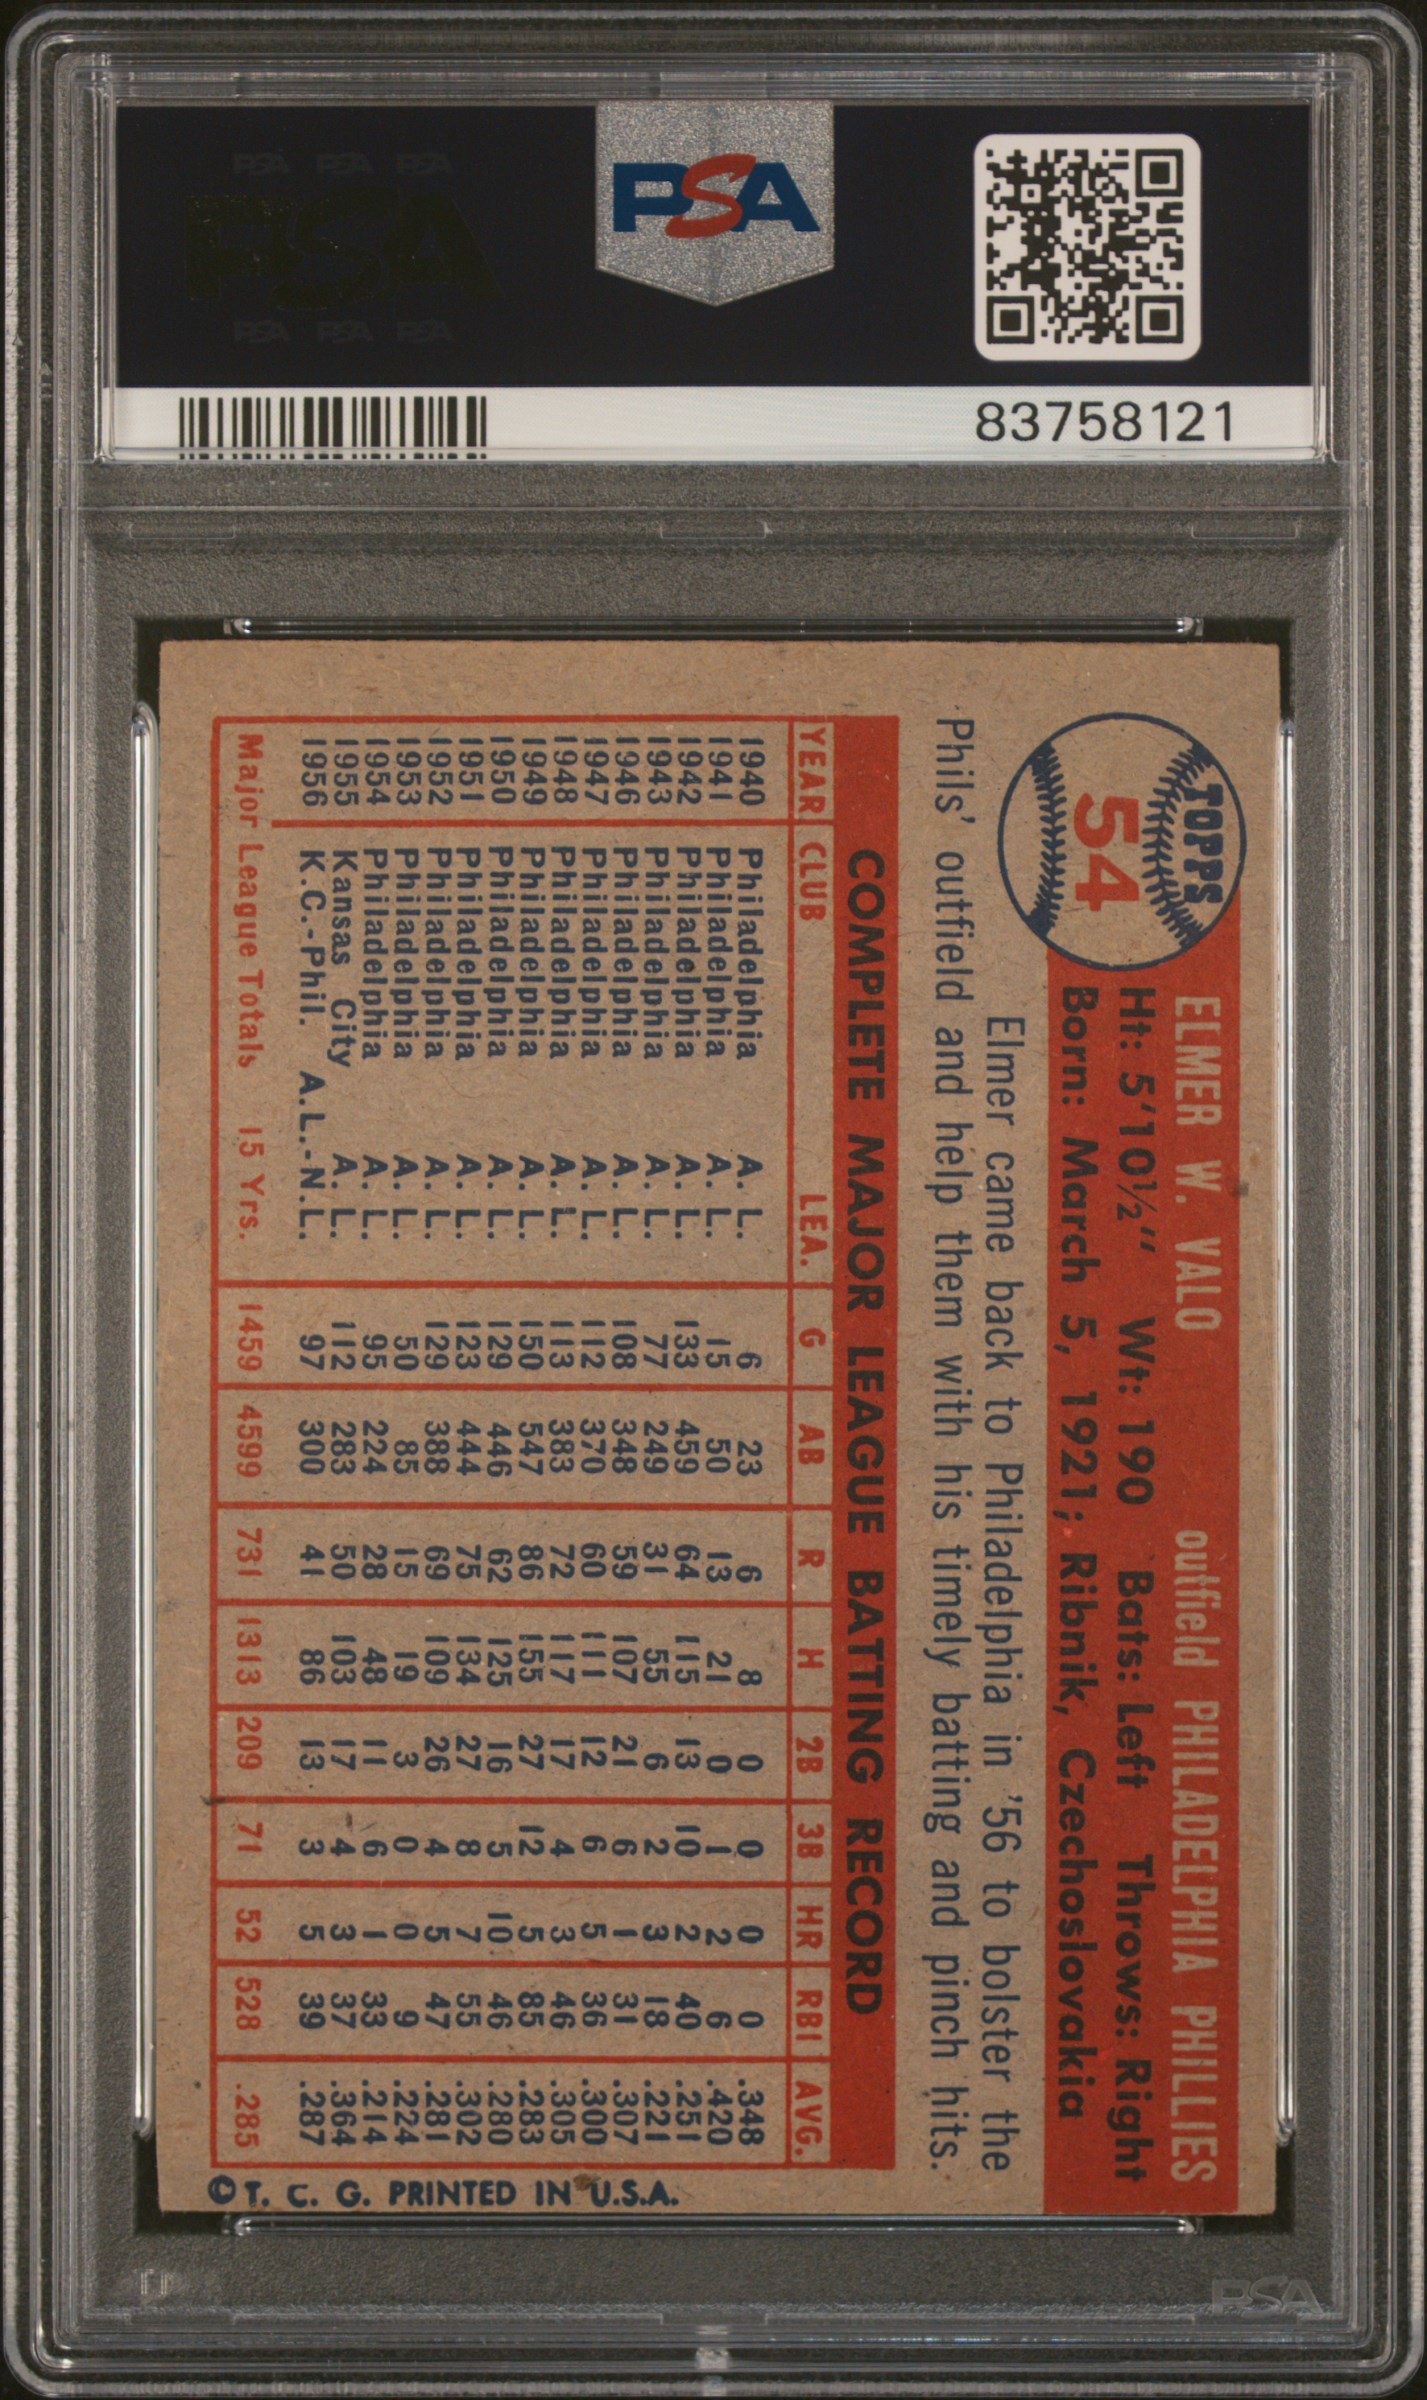 PSA PSA PSA
PSA
PSA PSA PSA
PSA
83758121
TOPPS
54
ELMER W. VALO outfield PHILADELPHIA PHILLIES
Ht: 5'10½" Wt: 190 Bats: Left Throws: Right
Born: March 5, 1921; Ribnik, Czechoslovakia
Elmer came back to Philadelphia in '56 to bolster the
Phils' outfield and help them with his timely batting and pinch hits.
COMPLETE MAJOR LEAGUE BATTING RECORD
YEAR CLUB LEA. G AB R H 2B 3B HR RBI AVG.
1940 Philadelphia A. L. 6 23 6 8 0 0 0 0 .348
1941 Philadelphia A. L. 15 50 13 21 0 1 2 6 .420
1942 Philadelphia A. L. 133 459 64 115 13 10 2 40 .251
1943 Philadelphia A. L. 77 249 31 55 6 2 3 18 .221
1946 Philadelphia A. L. 108 348 59 107 21 6 1 31 .307
1947 Philadelphia A. L. 112 370 60 111 12 6 5 36 .300
1948 Philadelphia A. L. 113 383 72 117 17 4 3 46 .305
1949 Philadelphia A. L. 150 547 86 155 27 12 5 85 .283
1950 Philadelphia A. L. 129 446 62 125 16 5 10 46 .280
1951 Philadelphia A. L. 123 444 75 134 27 8 7 55 .302
1952 Philadelphia A. L. 129 388 69 109 26 4 5 47 .281
1953 Philadelphia A. L. 50 85 15 19 3 0 0 9 .224
1954 Philadelphia A. L. 95 224 28 48 11 6 1 33 .214
1955 Kansas City A. L. 112 283 50 103 17 4 3 37 .364
1956 K.C.-Phil. A.L.-N.L. 97 300 41 86 13 3 5 39 .287
Major League Totals 15 Yrs. 1459 4599 731 1313 209 71 52 528 .285
© T. C. G. PRINTED IN U.S.A.
PSA